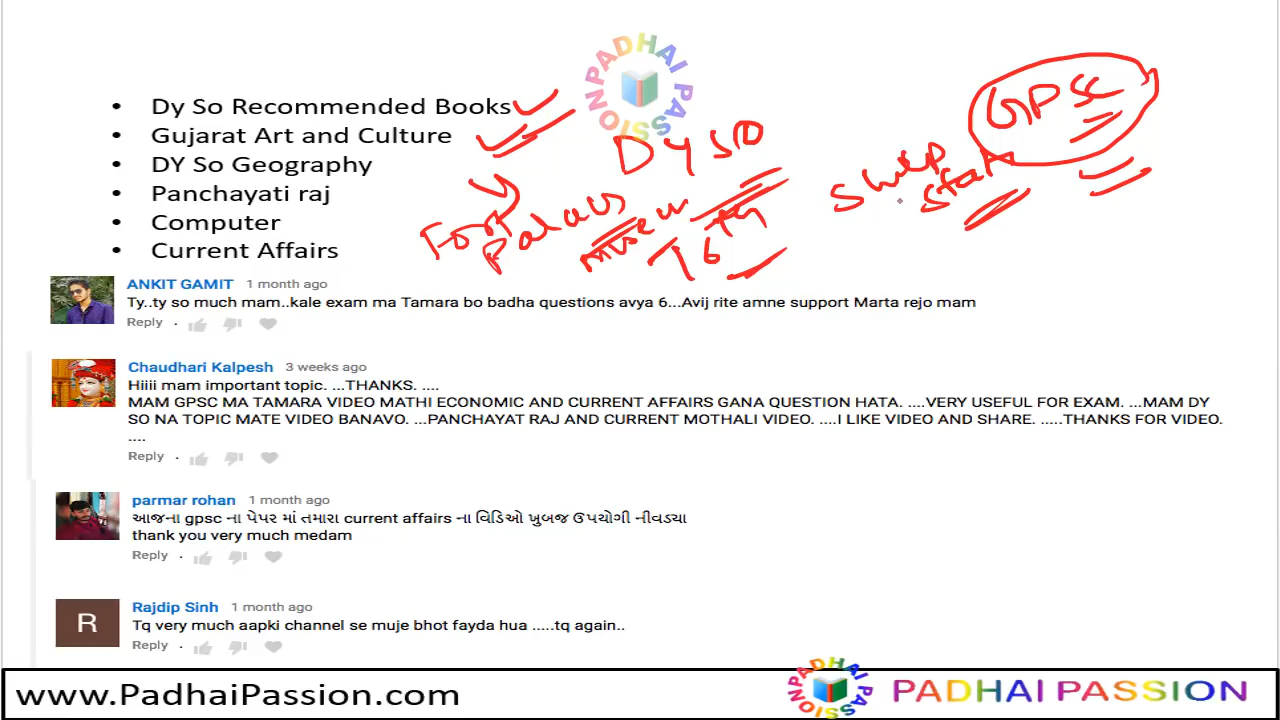 PADHAI PASSION
• Dy So Recommended Books
• Gujarat Art and Culture
• DY So Geography
• Panchayati raj
• Computer
• Current Affairs
DySO
GPSC
Fort
ANKIT GAMIT 1 month ago
Ty..ty so much mam..kale exam ma Tamara bo badha questions avya 6...Avij rite amne support Marta rejo mam
Reply
Chaudhari Kalpesh 3 weeks ago
Hiiii mam important topic. ...THANKS. ....
MAM GPSC MA TAMARA VIDEO MATHI ECONOMIC AND CURRENT AFFAIRS GANA QUESTION HATA. ....VERY USEFUL FOR EXAM. ...MAM DY
SO NA TOPIC MATE VIDEO BANAVO. ...PANCHAYAT RAJ AND CURRENT MOTHALI VIDEO. ....I LIKE VIDEO AND SHARE. .....THANKS FOR VIDEO.
....
Reply
parmar rohan 1 month ago
આજના gpsc ના પેપર માં તમારા current affairs ના વિડિઓ ખુબજ ઉપયોગી નીવડ્યા
thank you very much medam
Reply
R
Rajdip Sinh 1 month ago
Tq very much aapki channel se muje bhot fayda hua .....tq again..
Reply
www.PadhaiPassion.com
PADHAI PASSION
PADHAI PASSION